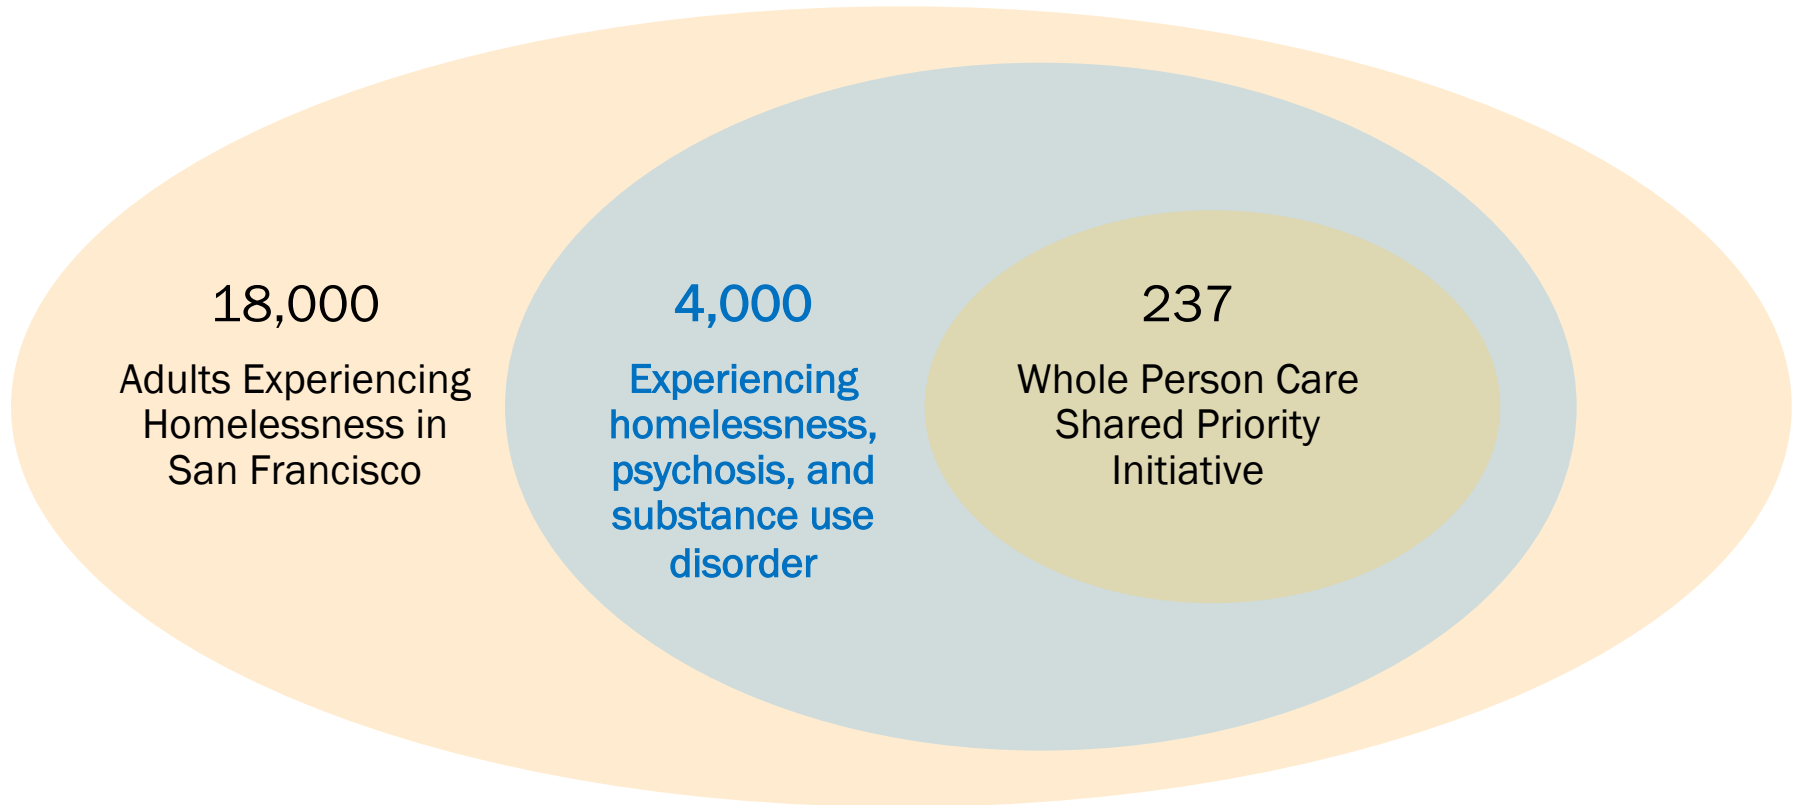 18,000
Adults Experiencing
Homelessness in
San Francisco
4,000
Experiencing
homelessness,
psychosis, and
substance use
disorder
237
Whole Person Care
Shared Priority
Initiative